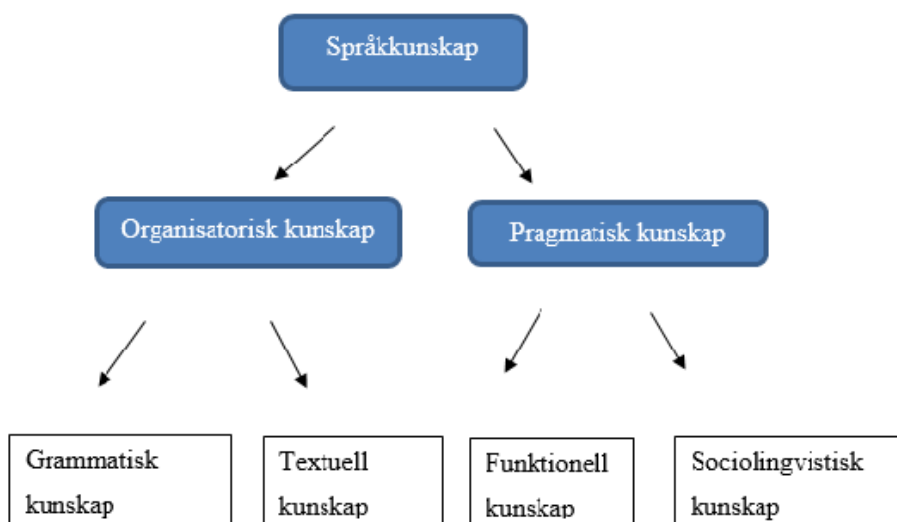 Språkkunskap
Organisatorisk kunskap
Pragmatisk kunskap
Grammatisk
kunskap
Textuell
kunskap
Funktionell
kunskap
Sociolingvistisk
kunskap